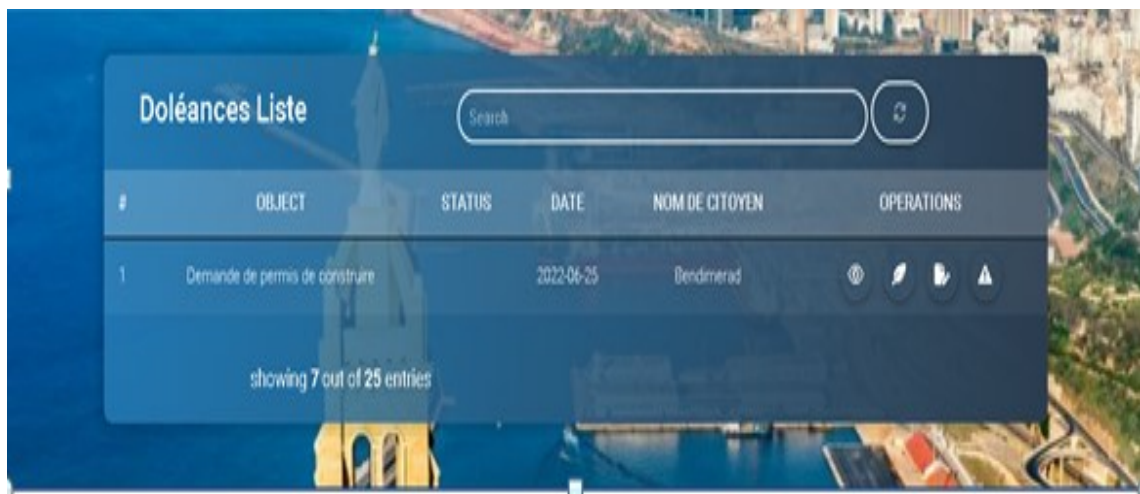 Doléances Liste
Search
# OBJECT STATUS DATE NOM DE CITOYEN OPERATIONS
1 Demande de permis de construire 2022-06-25 Bendimerad
showing 7 out of 25 entries